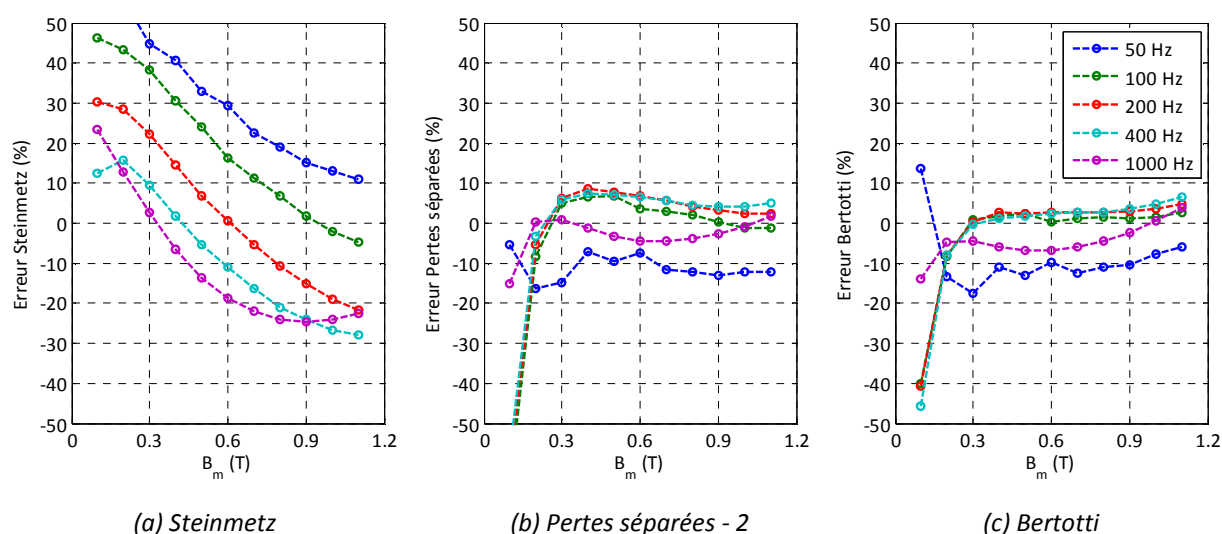 50
40
30
20
10
0
-10
-20
-30
-40
-50
Erreur Steinmetz (%)
0 0.3 0.6 0.9 1.2
B_m (T)
(a) Steinmetz
50
40
30
20
10
0
-10
-20
-30
-40
-50
Erreur Pertes séparées (%)
0 0.3 0.6 0.9 1.2
B_m (T)
(b) Pertes séparées - 2
50
40
30
20
10
0
-10
-20
-30
-40
-50
Erreur Bertotti (%)
0 0.3 0.6 0.9 1.2
B_m (T)
50 Hz
100 Hz
200 Hz
400 Hz
1000 Hz
(c) Bertotti